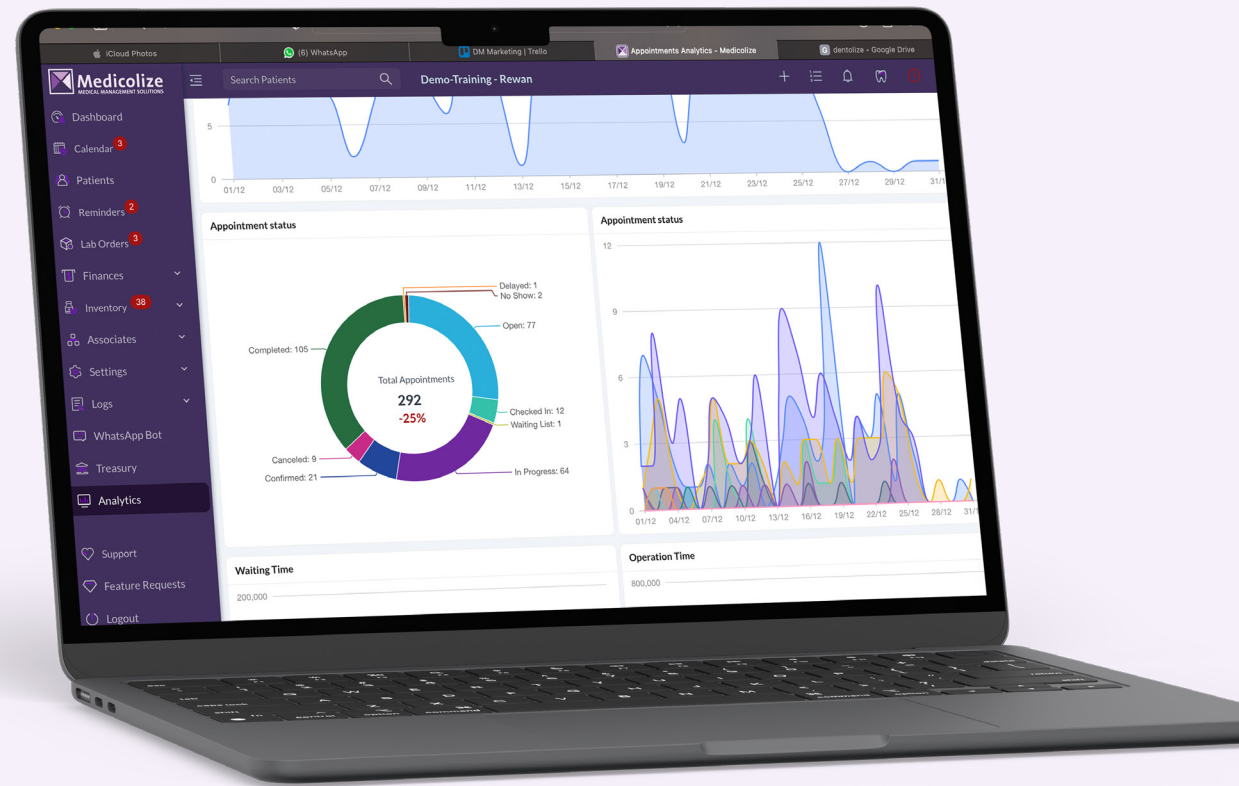 iCloud Photos
(6) WhatsApp
DM Marketing | Trello
Appointments Analytics - Medicolize
dentolize - Google Drive
Medicolize
MEDICAL MANAGEMENT SOLUTIONS
Search Patients
Demo-Training - Rewan
Dashboard
Calendar 3
Patients
Reminders 2
Lab Orders 3
Finances
Inventory 38
Associates
Settings
Logs
WhatsApp Bot
Treasury
Analytics
Support
Feature Requests
Logout
5
0
01/12 03/12 05/12 07/12 09/12 11/12 13/12 15/12 17/12 19/12 21/12 23/12 25/12 27/12 29/12 31/1
Appointment status
Delayed: 1
No Show: 2
Open: 77
Completed: 105
Total Appointments
292
-25%
Checked In: 12
Waiting List: 1
Canceled: 9
Confirmed: 21
In Progress: 64
Appointment status
12
9
6
3
0
01/12 04/12 07/12 10/12 13/12 16/12 19/12 22/12 25/12 28/12 31/1
Waiting Time
200,000
Operation Time
800,000